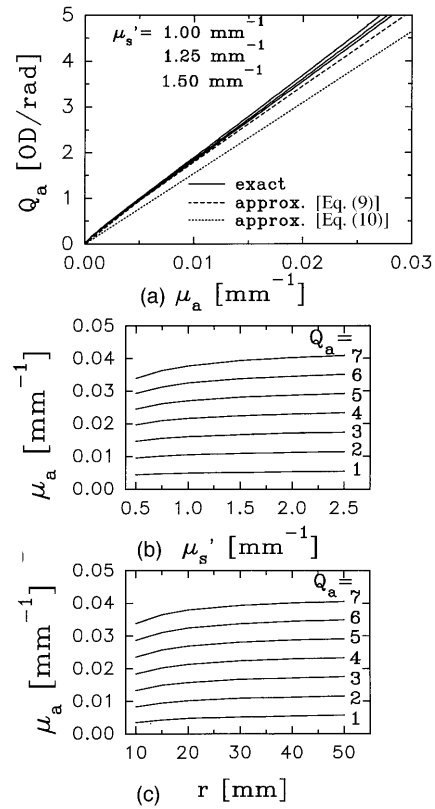 5
4
3
2
1
0
Q_a [OD/rad]
μ_s' = 1.00 mm⁻¹
1.25 mm⁻¹
1.50 mm⁻¹
exact
approx. [Eq. (9)]
approx. [Eq. (10)]
0.00 0.01 0.02 0.03
(a) μ_a [mm⁻¹]
0.05
0.04
0.03
0.02
0.01
0.00
μ_a [mm⁻¹]
Q_a=
7
6
5
4
3
2
1
0.5 1.0 1.5 2.0 2.5
(b) μ_s' [mm⁻¹]
0.05
0.04
0.03
0.02
0.01
0.00
μ_a [mm⁻¹]
Q_a=
7
6
5
4
3
2
1
10 20 30 40 50
(c) r [mm]